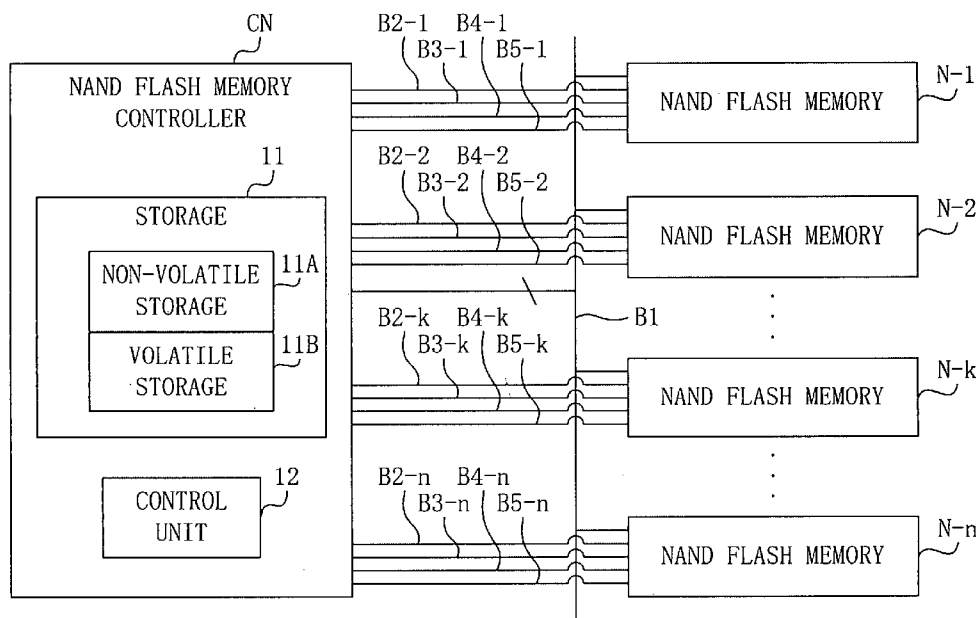 CN
NAND FLASH MEMORY
CONTROLLER
11
STORAGE
NON-VOLATILE
STORAGE
11A
VOLATILE
STORAGE
11B
CONTROL
UNIT
12
B2-1
B3-1
B4-1
B5-1
NAND FLASH MEMORY
N-1
B2-2
B3-2
B4-2
B5-2
NAND FLASH MEMORY
N-2
B1
B2-k
B3-k
B4-k
B5-k
NAND FLASH MEMORY
N-k
B2-n
B3-n
B4-n
B5-n
NAND FLASH MEMORY
N-n